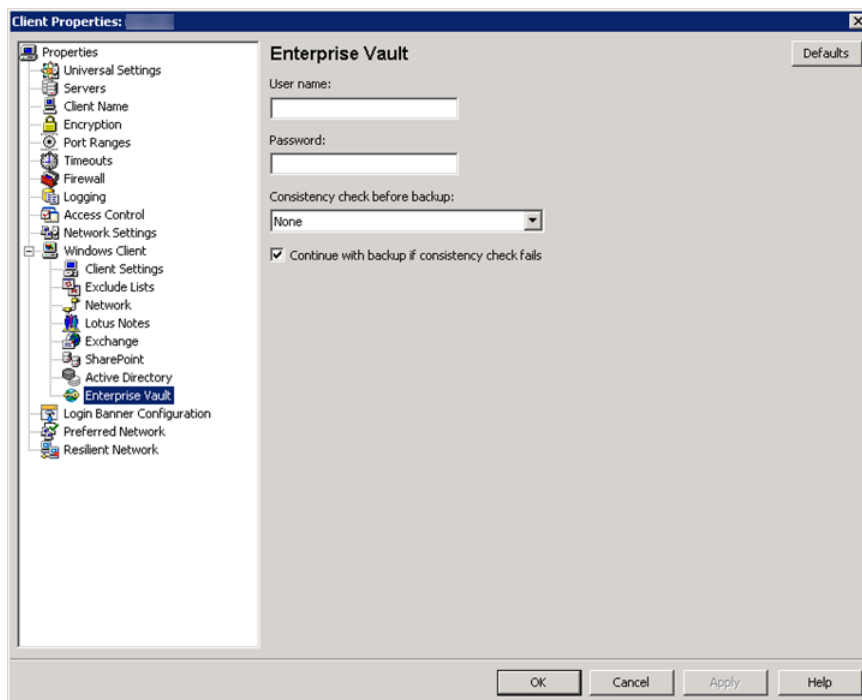 Client Properties:
Properties
Universal Settings
Servers
Client Name
Encryption
Port Ranges
Timeouts
Firewall
Logging
Access Control
Network Settings
Windows Client
Client Settings
Exclude Lists
Network
Lotus Notes
Exchange
SharePoint
Active Directory
Enterprise Vault
Login Banner Configuration
Preferred Network
Resilient Network
Enterprise Vault
Defaults
User name:
Password:
Consistency check before backup:
None
Continue with backup if consistency check fails
OK
Cancel
Apply
Help